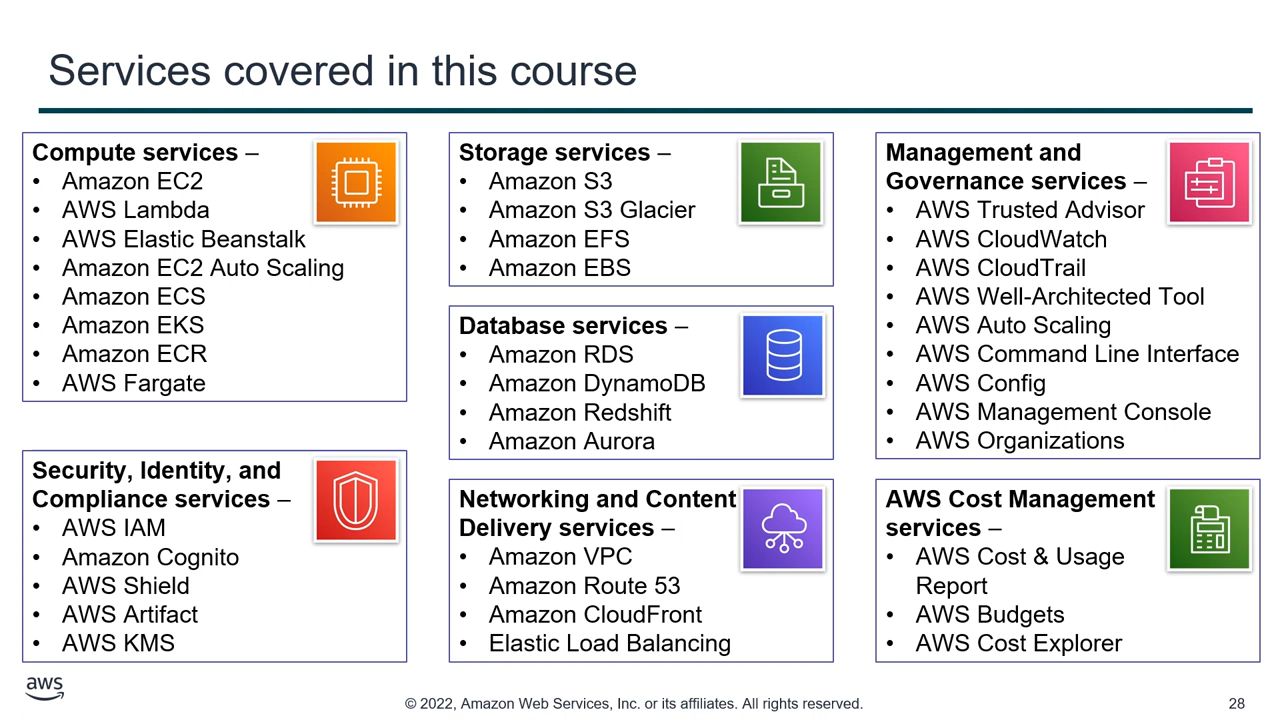 Services covered in this course
Compute services –
• Amazon EC2
• AWS Lambda
• AWS Elastic Beanstalk
• Amazon EC2 Auto Scaling
• Amazon ECS
• Amazon EKS
• Amazon ECR
• AWS Fargate
Security, Identity, and
Compliance services –
• AWS IAM
• Amazon Cognito
• AWS Shield
• AWS Artifact
• AWS KMS
Storage services –
• Amazon S3
• Amazon S3 Glacier
• Amazon EFS
• Amazon EBS
Database services –
• Amazon RDS
• Amazon DynamoDB
• Amazon Redshift
• Amazon Aurora
Networking and Content
Delivery services –
• Amazon VPC
• Amazon Route 53
• Amazon CloudFront
• Elastic Load Balancing
Management and
Governance services –
• AWS Trusted Advisor
• AWS CloudWatch
• AWS CloudTrail
• AWS Well-Architected Tool
• AWS Auto Scaling
• AWS Command Line Interface
• AWS Config
• AWS Management Console
• AWS Organizations
AWS Cost Management
services –
• AWS Cost & Usage
Report
• AWS Budgets
• AWS Cost Explorer
aws
© 2022, Amazon Web Services, Inc. or its affiliates. All rights reserved.
28